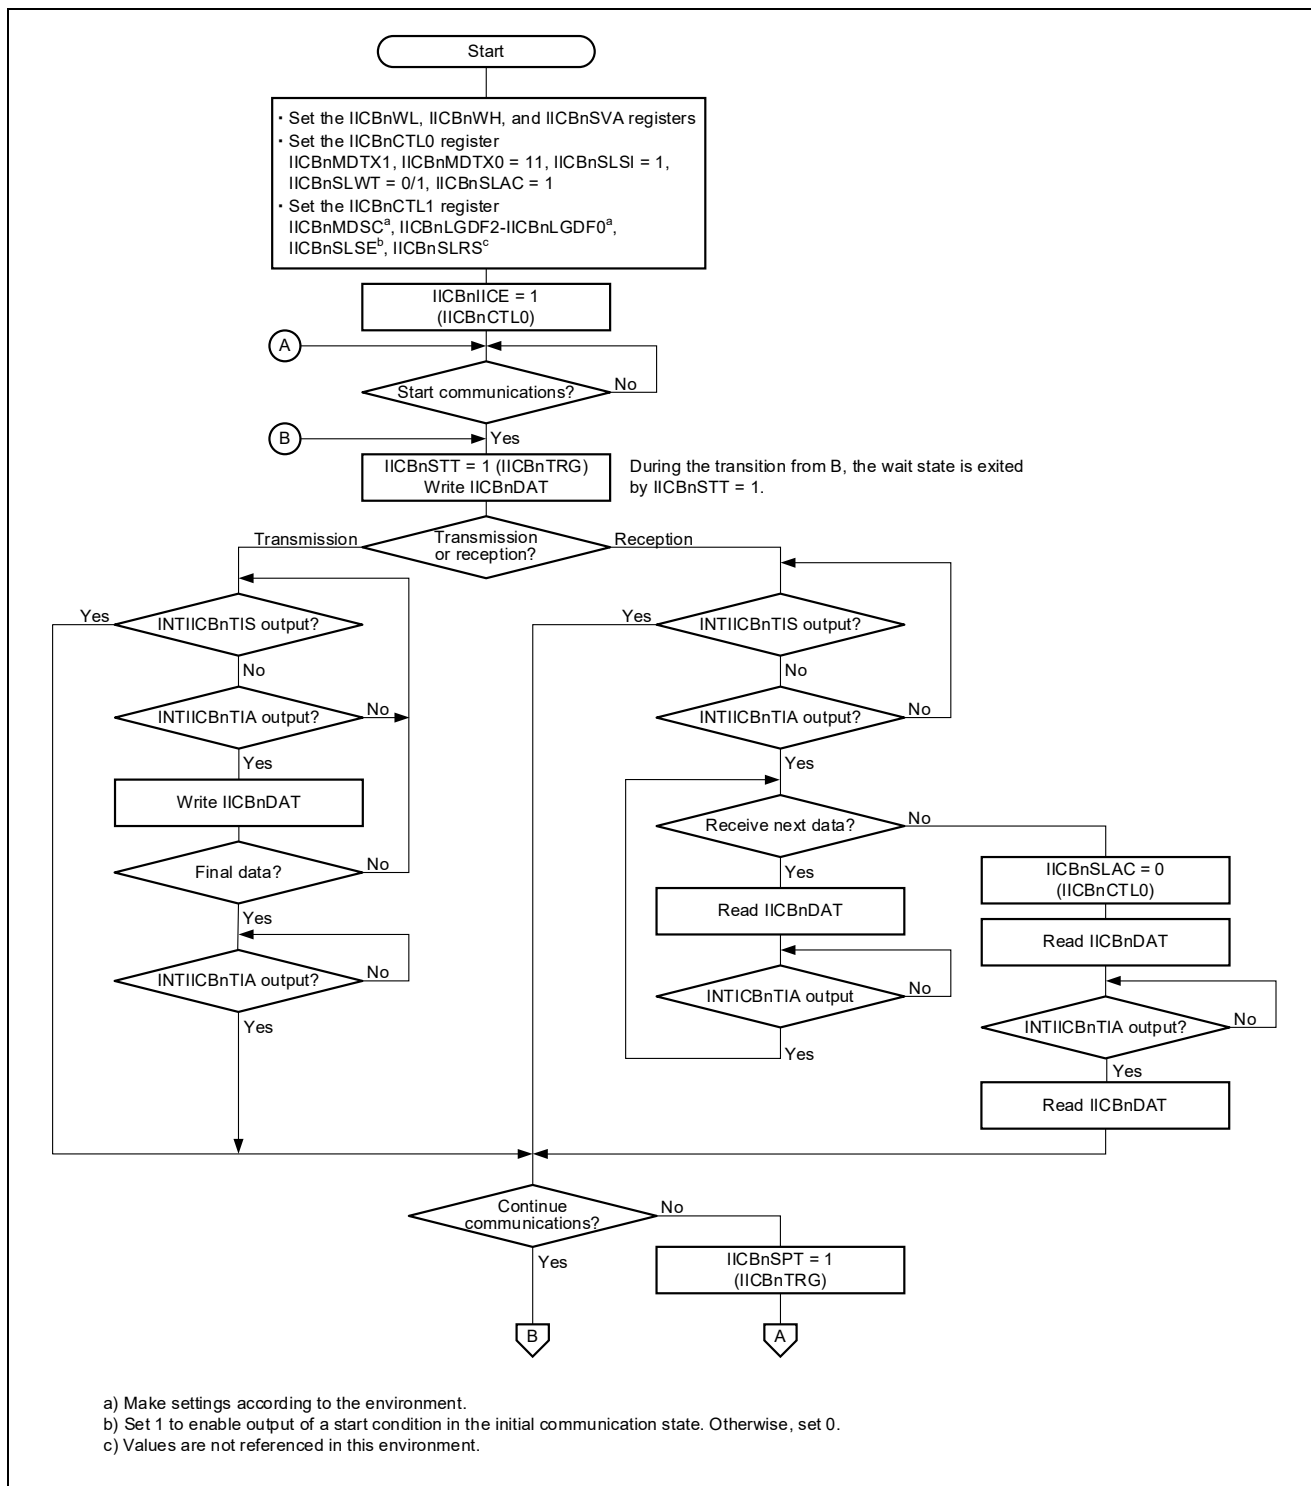 Start
・Set the IICBnWL, IICBnWH, and IICBnSVA registers
・Set the IICBnCTL0 register
IICBnMDTX1, IICBnMDTX0 = 11, IICBnSLSI = 1,
IICBnSLWT = 0/1, IICBnSLAC = 1
・Set the IICBnCTL1 register
IICBnMDSCa, IICBnLGDF2-IICBnLGDF0a,
IICBnSLSEb, IICBnSLRSc
IICBnIICE = 1
(IICBnCTL0)
A
Start communications?
No
B
Yes
IICBnSTT = 1 (IICBnTRG)
Write IICBnDAT
During the transition from B, the wait state is exited
by IICBnSTT = 1.
Transmission
Transmission
or reception?
Reception
Yes
INTIICBnTIS output?
No
INTIICBnTIA output?
No
Yes
Write IICBnDAT
Final data?
No
Yes
INTIICBnTIA output?
No
Yes
Yes
INTIICBnTIS output?
No
INTIICBnTIA output?
No
Yes
Receive next data?
No
Yes
Read IICBnDAT
INTICBnTIA output
No
Yes
IICBnSLAC = 0
(IICBnCTL0)
Read IICBnDAT
INTIICBnTIA output?
No
Yes
Read IICBnDAT
Continue
communications?
No
Yes
IICBnSPT = 1
(IICBnTRG)
B
A
a) Make settings according to the environment.
b) Set 1 to enable output of a start condition in the initial communication state. Otherwise, set 0.
c) Values are not referenced in this environment.